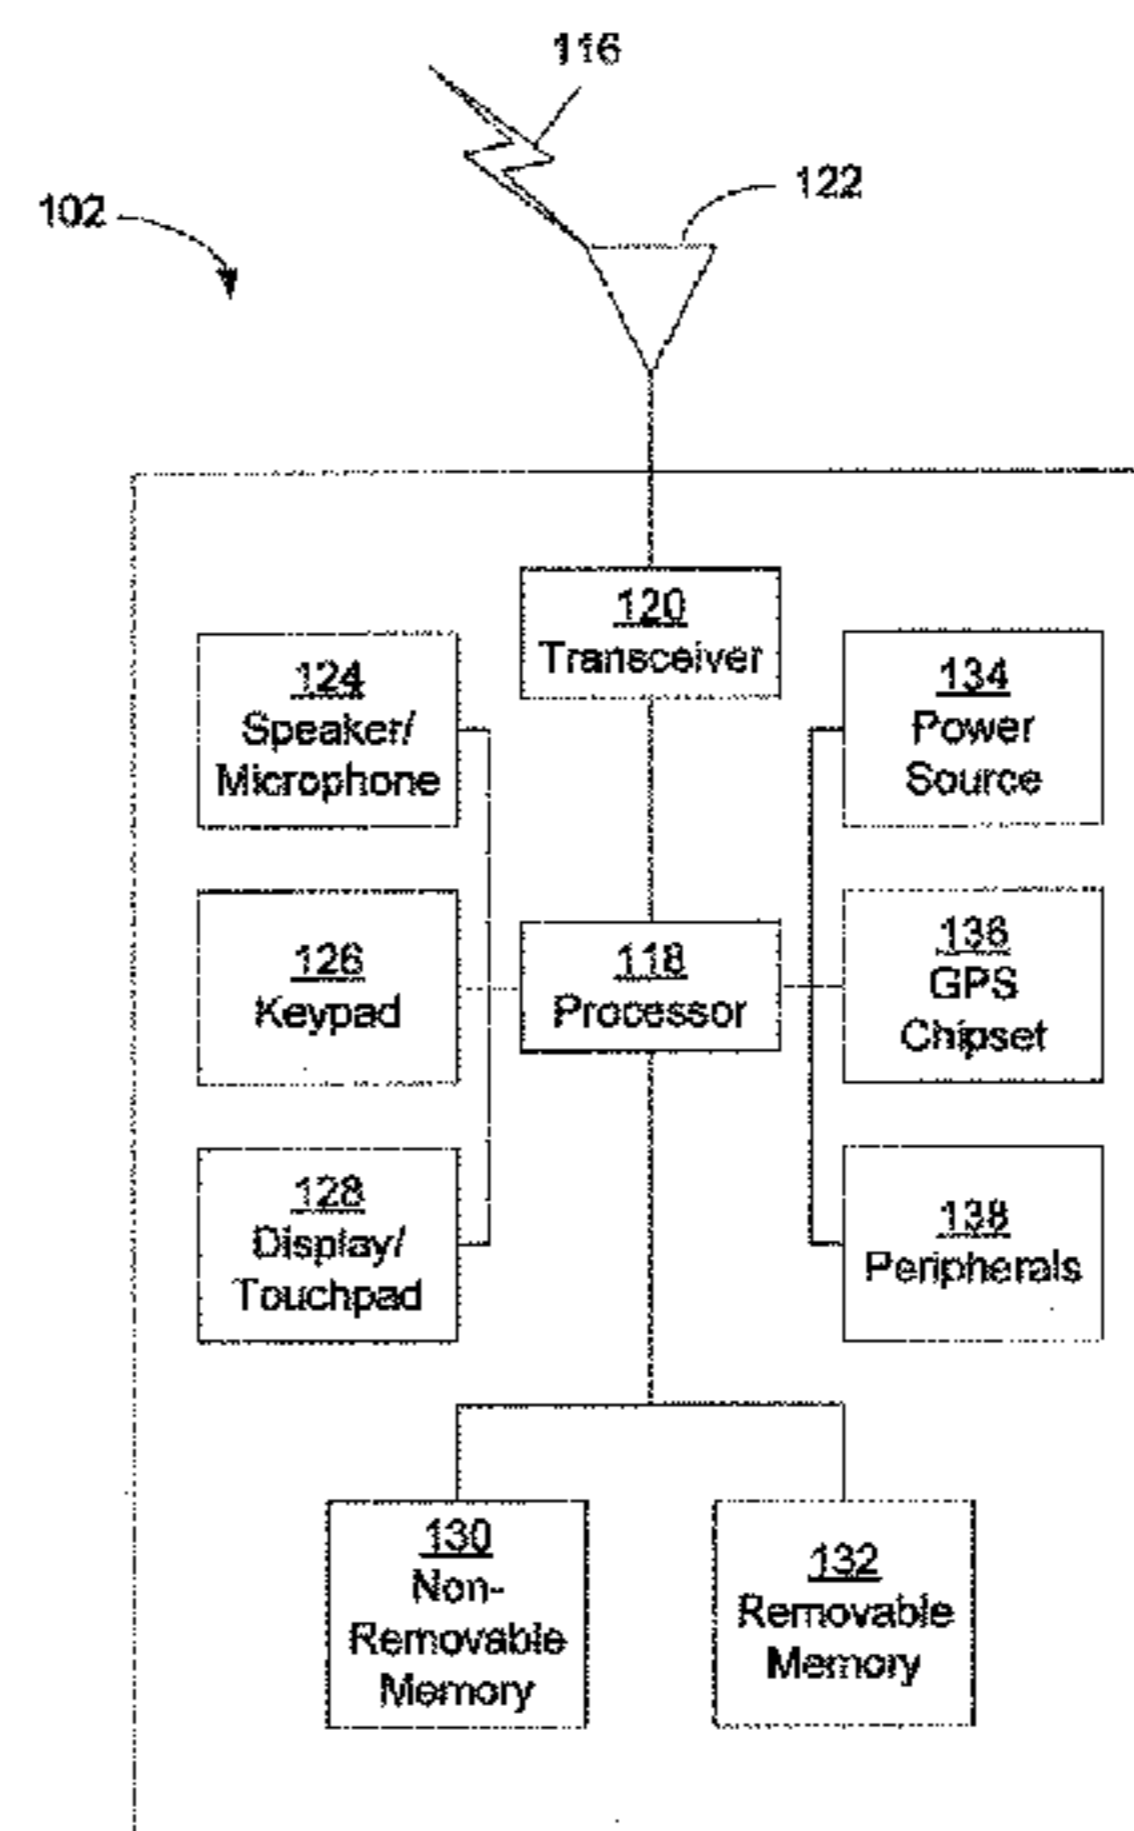 116
122
102
120
Transceiver
124
Speaker/
Microphone
134
Power
Source
126
Keypad
118
Processor
136
GPS
Chipset
128
Display/
Touchpad
138
Peripherals
130
Non-
Removable
Memory
132
Removable
Memory